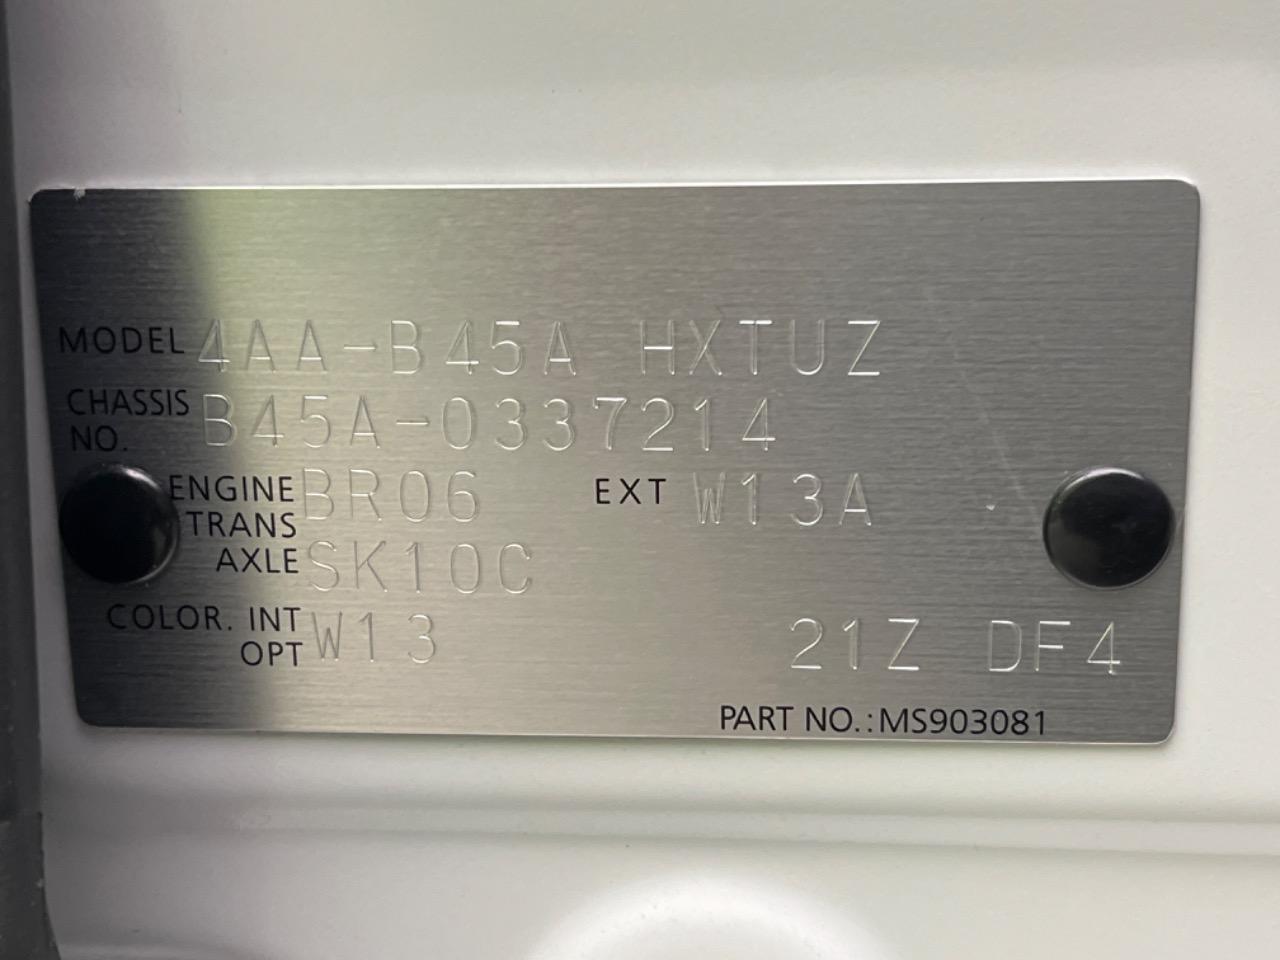 MODEL 4AA-B45A HXTUZ
CHASSIS NO. B45A-0337214
ENGINE BR06 EXT W13A
TRANS AXLE SK10C
COLOR. INT OPT W13 21Z DF4
PART NO.:MS903081